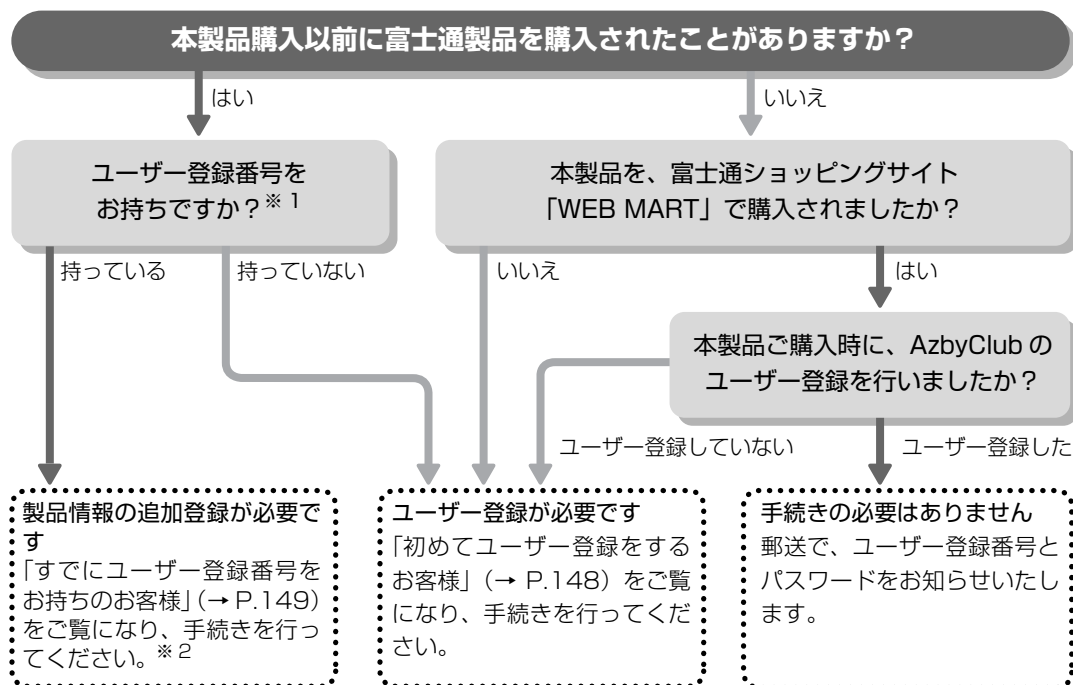 本製品購入以前に富士通製品を購入されたことがありますか？
はい
いいえ
ユーザー登録番号を
お持ちですか？※1
本製品を、富士通ショッピングサイト
「WEB MART」で購入されましたか？
持っている
持っていない
いいえ
はい
本製品ご購入時に、AzbyClub の
ユーザー登録を行いましたか？
ユーザー登録していない
ユーザー登録した
製品情報の追加登録が必要で
す
「すでにユーザー登録番号を
お持ちのお客様」（→ P.149）
をご覧になり、手続きを行っ
てください。※2
ユーザー登録が必要です
「初めてユーザー登録をする
お客様」（→ P.148）をご覧
になり、手続きを行ってくだ
さい。
手続きの必要はありません
郵送で、ユーザー登録番号と
パスワードをお知らせいたし
ます。